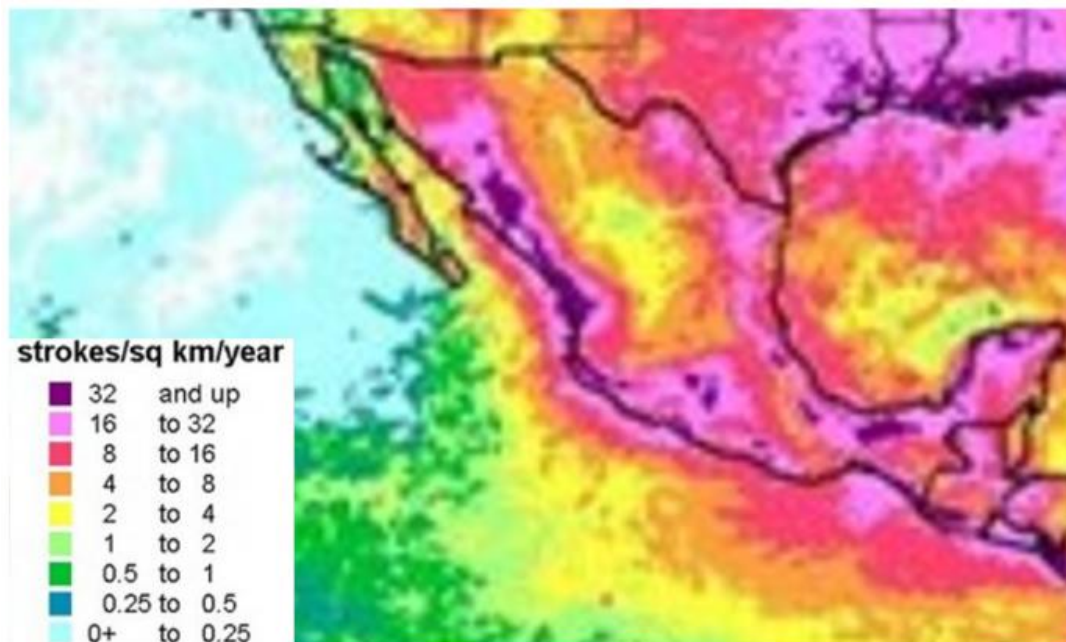 strokes/sq km/year
32 and up
16 to 32
8 to 16
4 to 8
2 to 4
1 to 2
0.5 to 1
0.25 to 0.5
0+ to 0.25